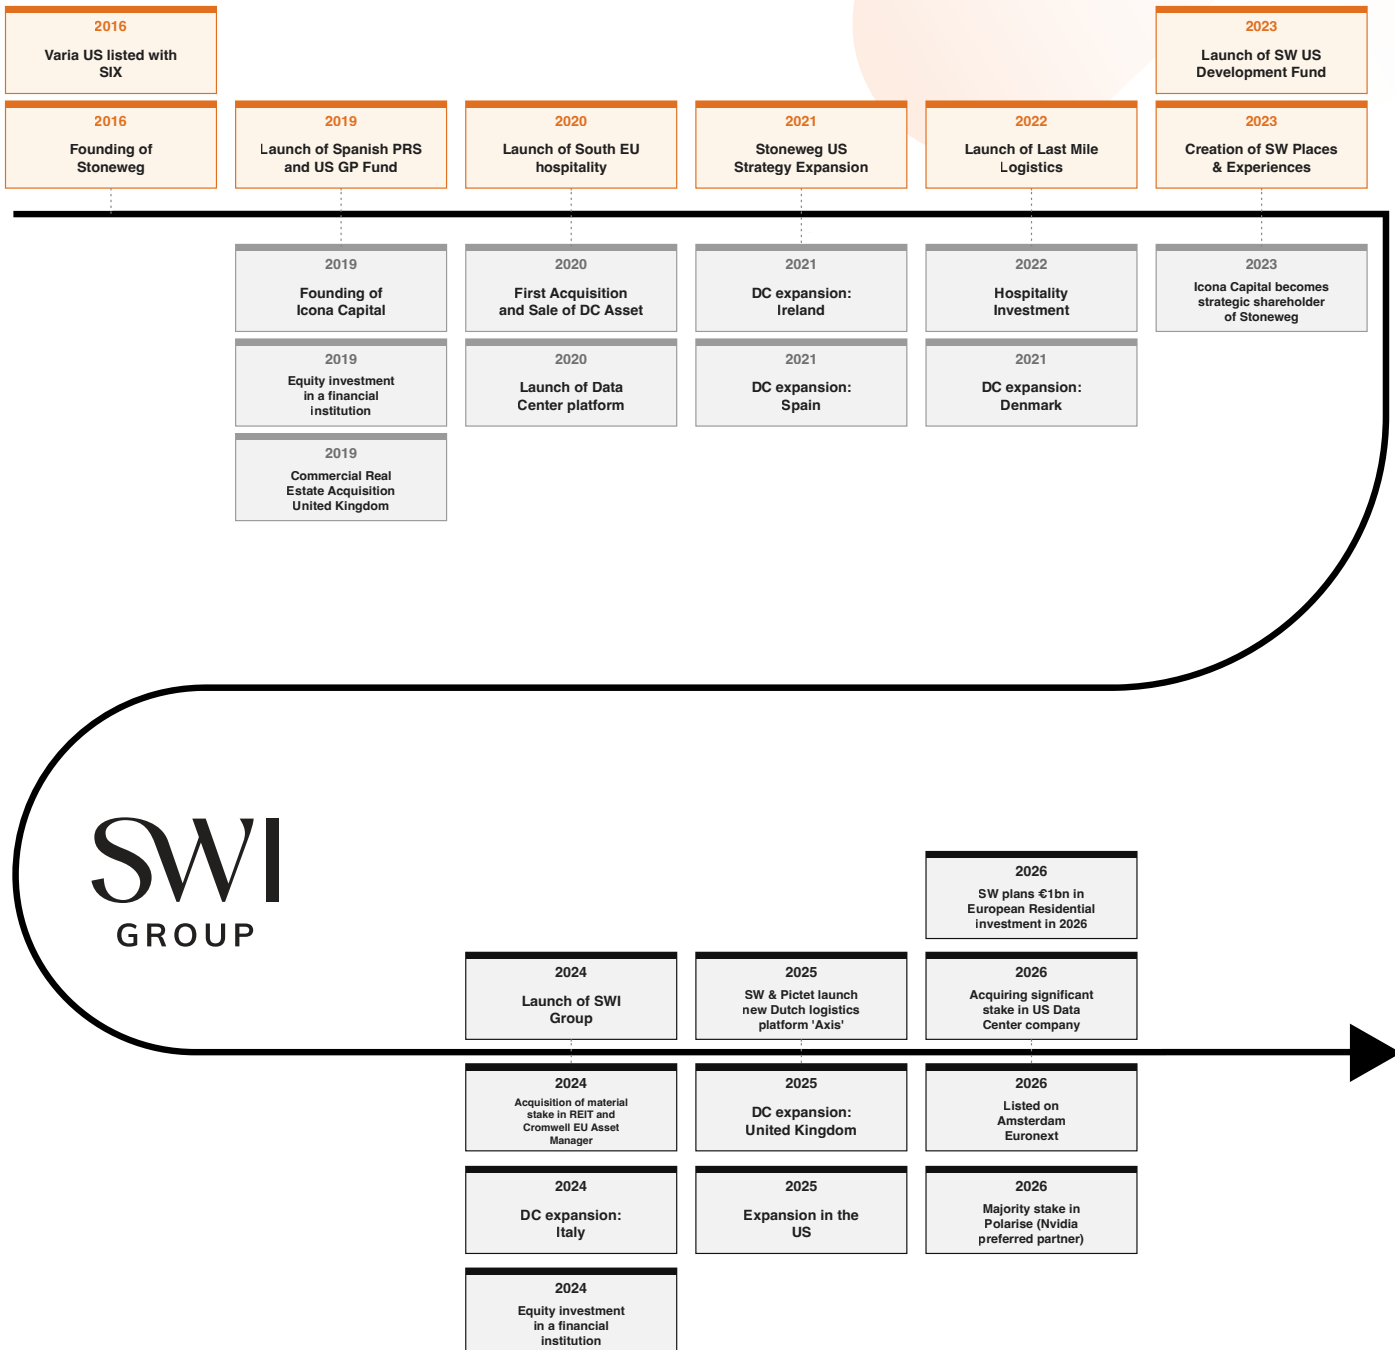 2016
Varia US listed with
SIX
2023
Launch of SW US
Development Fund
2016
Founding of
Stoneweg
2019
Launch of Spanish PRS
and US GP Fund
2020
Launch of South EU
hospitality
2021
Stoneweg US
Strategy Expansion
2022
Launch of Last Mile
Logistics
2023
Creation of SW Places
& Experiences
2019
Founding of
Icona Capital
2020
First Acquisition
and Sale of DC Asset
2021
DC expansion:
Ireland
2022
Hospitality
Investment
2023
Icona Capital becomes
strategic shareholder
of Stoneweg
2019
Equity investment
in a financial
institution
2020
Launch of Data
Center platform
2021
DC expansion:
Spain
2021
DC expansion:
Denmark
2019
Commercial Real
Estate Acquisition
United Kingdom
SWI
GROUP
2026
SW plans €1bn in
European Residential
investment in 2026
2024
Launch of SWI
Group
2025
SW & Pictet launch
new Dutch logistics
platform 'Axis'
2026
Acquiring significant
stake in US Data
Center company
2024
Acquisition of material
stake in REIT and
Cromwell EU Asset
Manager
2025
DC expansion:
United Kingdom
2026
Listed on
Amsterdam
Euronext
2024
DC expansion:
Italy
2025
Expansion in the
US
2026
Majority stake in
Polarise (Nvidia
preferred partner)
2024
Equity investment
in a financial
institution